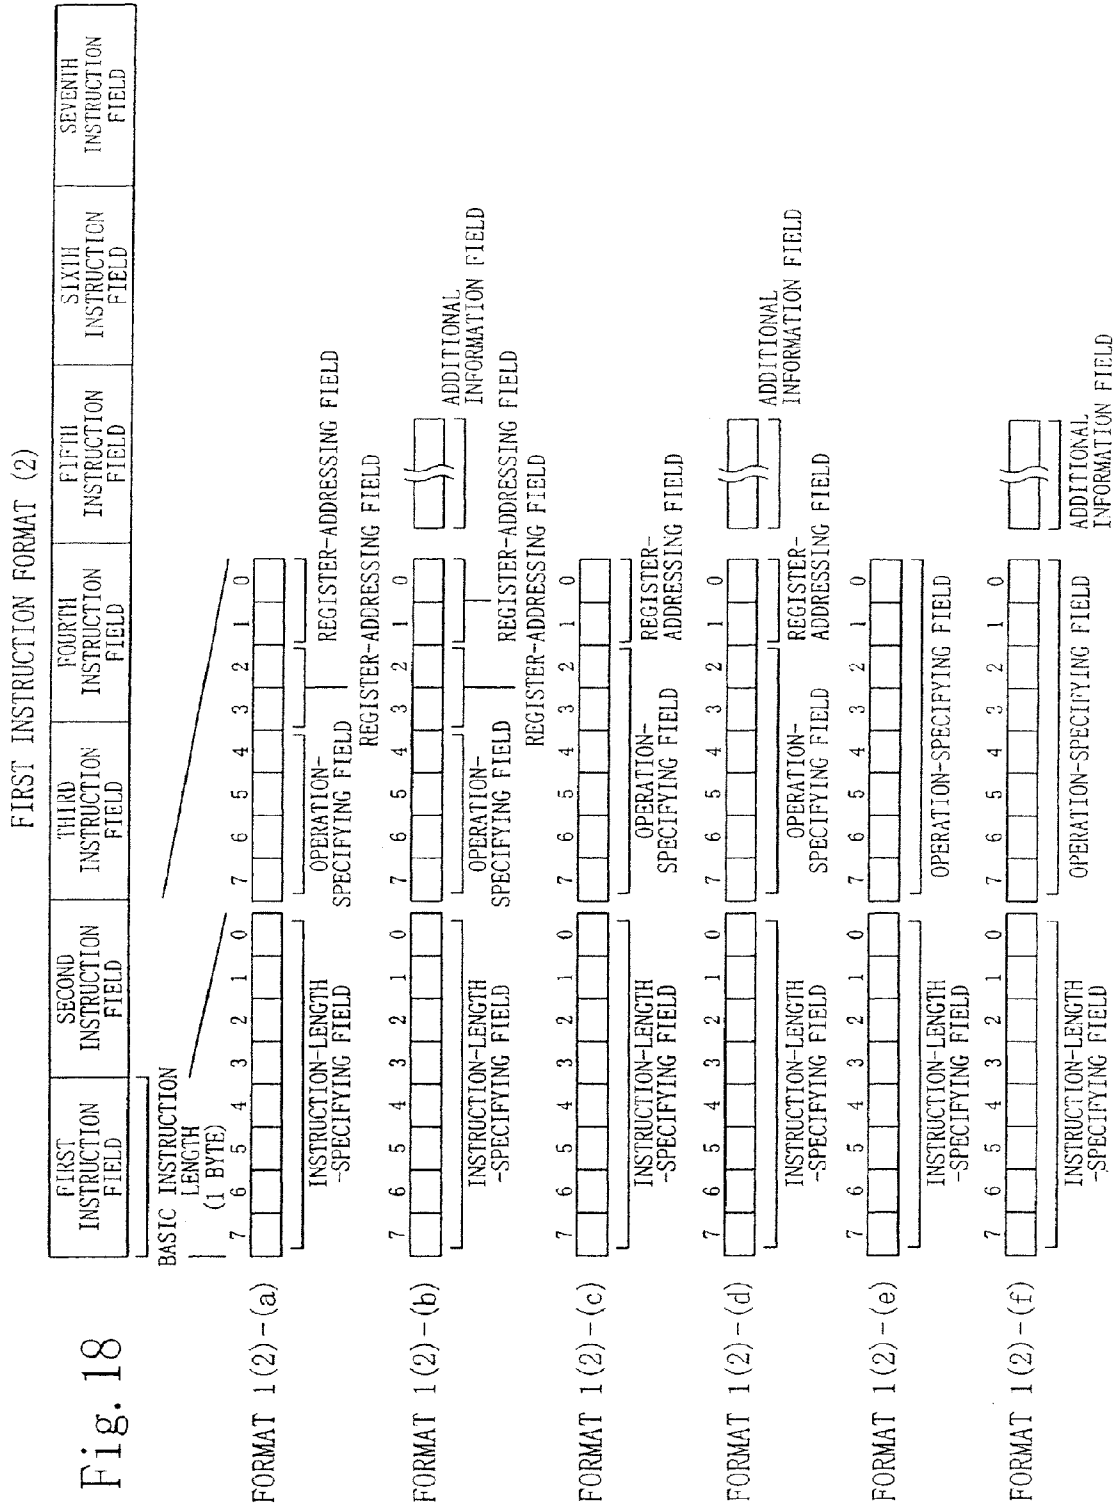 Fig. 18
FIRST INSTRUCTION FORMAT (2)
FIRST INSTRUCTION FIELD
SECOND INSTRUCTION FIELD
THIRD INSTRUCTION FIELD
FOURTH INSTRUCTION FIELD
FIFTH INSTRUCTION FIELD
SIXTH INSTRUCTION FIELD
SEVENTH INSTRUCTION FIELD
BASIC INSTRUCTION
LENGTH
(1 BYTE)
FORMAT 1(2)-(a)
7 6 5 4 3 2 1 0 7 6 5 4 3 2 1 0
INSTRUCTION-LENGTH
-SPECIFYING FIELD
OPERATION-
SPECIFYING FIELD
REGISTER-ADDRESSING FIELD
REGISTER-ADDRESSING FIELD
FORMAT 1(2)-(b)
7 6 5 4 3 2 1 0 7 6 5 4 3 2 1 0
INSTRUCTION-LENGTH
-SPECIFYING FIELD
OPERATION-
SPECIFYING FIELD
REGISTER-ADDRESSING FIELD
REGISTER-ADDRESSING FIELD
ADDITIONAL
INFORMATION FIELD
FORMAT 1(2)-(c)
7 6 5 4 3 2 1 0 7 6 5 4 3 2 1 0
INSTRUCTION-LENGTH
-SPECIFYING FIELD
OPERATION-
SPECIFYING FIELD
REGISTER-
ADDRESSING FIELD
FORMAT 1(2)-(d)
7 6 5 4 3 2 1 0 7 6 5 4 3 2 1 0
INSTRUCTION-LENGTH
-SPECIFYING FIELD
OPERATION-
SPECIFYING FIELD
REGISTER-
ADDRESSING FIELD
ADDITIONAL
INFORMATION FIELD
FORMAT 1(2)-(e)
7 6 5 4 3 2 1 0 7 6 5 4 3 2 1 0
INSTRUCTION-LENGTH
-SPECIFYING FIELD
OPERATION-SPECIFYING FIELD
FORMAT 1(2)-(f)
7 6 5 4 3 2 1 0 7 6 5 4 3 2 1 0
INSTRUCTION-LENGTH
-SPECIFYING FIELD
OPERATION-SPECIFYING FIELD
ADDITIONAL
INFORMATION FIELD